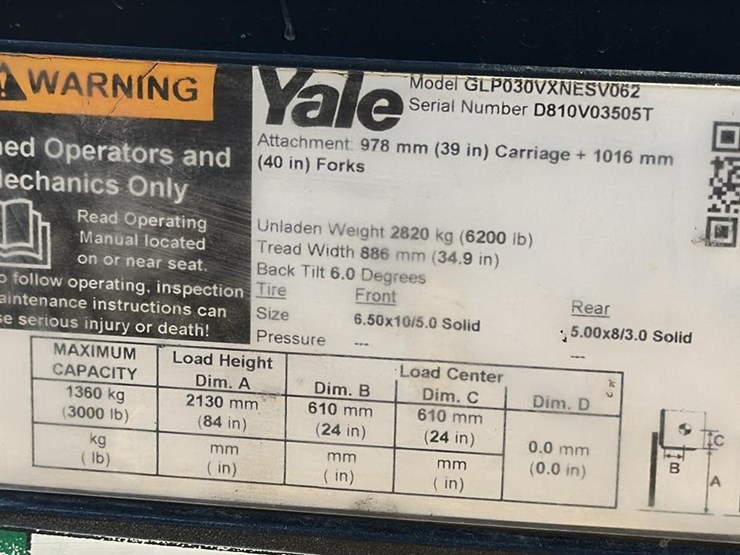 WARNING
ed Operators and
Mechanics Only
Read Operating
Manual located
on or near seat.
o follow operating, inspection
aintenance instructions can
se serious injury or death!
Yale
Model GLP030VXNESV062
Serial Number D810V03505T
Attachment: 978 mm (39 in) Carriage + 1016 mm
(40 in) Forks
Unladen Weight 2820 kg (6200 lb)
Tread Width 886 mm (34.9 in)
Back Tilt 6.0 Degrees
Tire Front Rear
Size 6.50x10/5.0 Solid 5.00x8/3.0 Solid
Pressure --- ---
MAXIMUM CAPACITY Load Height Dim. A Load Center Dim. B Dim. C Dim. D
1360 kg 2130 mm 610 mm 610 mm 0.0 mm
(3000 lb) (84 in) (24 in) (24 in) (0.0 in)
kg mm mm mm
( lb) ( in) ( in) ( in)
C
B
A